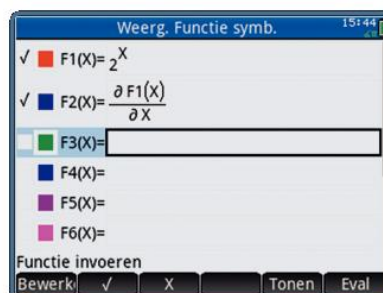 Weerg. Functie symb. 15:44
√ F1(X)= 2^X
√ F2(X)= ∂ F1(X) / ∂ X
F3(X)=
F4(X)=
F5(X)=
F6(X)=
Functie invoeren
Bewerk √ X Tonen Eval